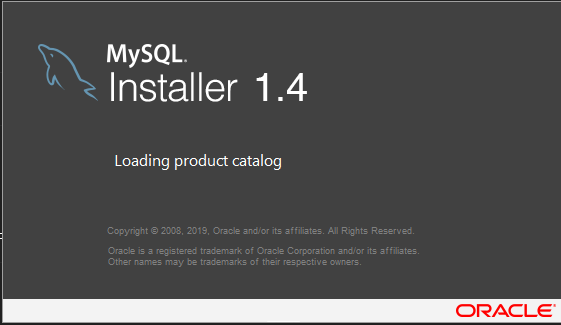 MySQL.
Installer 1.4
Loading product catalog
Copyright © 2008, 2019, Oracle and/or its affiliates. All Rights Reserved.
Oracle is a registered trademark of Oracle Corporation and/or its affiliates.
Other names may be trademarks of their respective owners.
ORACLE